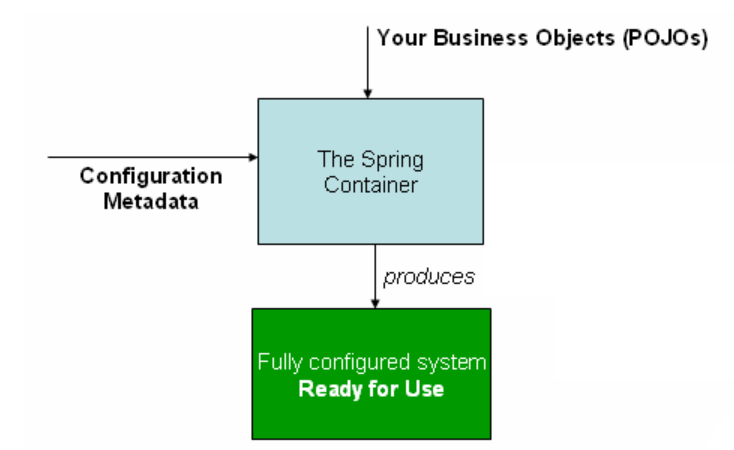 Your Business Objects (POJOs)
The Spring
Container
Configuration
Metadata
produces
Fully configured system
Ready for Use